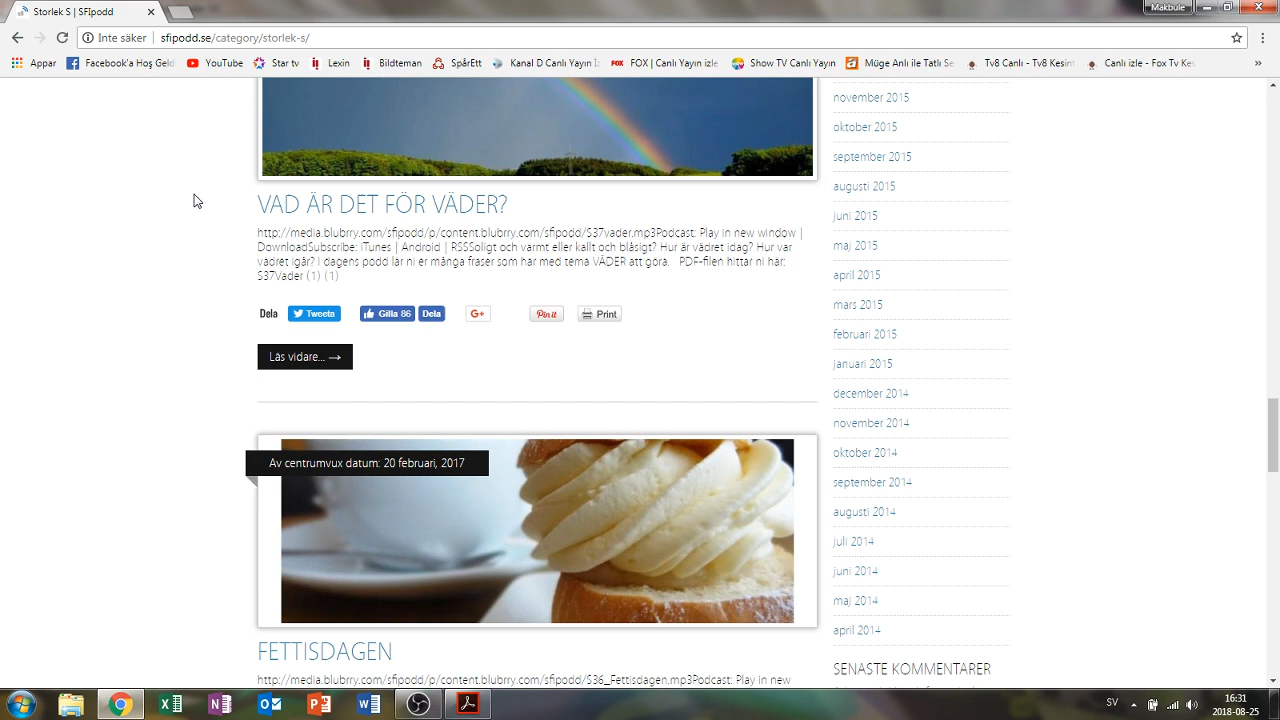 Storlek S | SFIpodd
Makbule
Inte säker
sfipodd.se/category/storlek-s/
Appar
Facebook'a Hoş Geld
YouTube
Star tv
Lexin
Bildteman
SpårEtt
Kanal D Canlı Yayın İz
FOX | Canlı Yayın izle
Show TV Canlı Yayın
Müge Anlı ile Tatlı Se
Tv8 Canlı - Tv8 Kesint
Canlı izle - Fox Tv Kes
VAD ÄR DET FÖR VÄDER?
http://media.blubrry.com/sfipodd/p/content.blubrry.com/sfipodd/S37vader.mp3Podcast: Play in new window |
DownloadSubscribe: iTunes | Android | RSSSoligt och varmt eller kallt och blåsigt? Hur är vädret idag? Hur var
vädret igår? I dagens podd lär ni er många fraser som har med tema VÄDER att göra. PDF-filen hittar ni här:
S37Väder (1) (1)
Dela
Tweeta
Gilla 86
Dela
G+
Pin it
Print
Läs vidare... →
Av centrumvux datum: 20 februari, 2017
FETTISDAGEN
http://media.blubrry.com/sfipodd/p/content.blubrry.com/sfipodd/S36_Fettisdagen.mp3Podcast: Play in new
november 2015
oktober 2015
september 2015
augusti 2015
juni 2015
maj 2015
april 2015
mars 2015
februari 2015
januari 2015
december 2014
november 2014
oktober 2014
september 2014
augusti 2014
juli 2014
juni 2014
maj 2014
april 2014
SENASTE KOMMENTARER
SV
16:31
2018-08-25